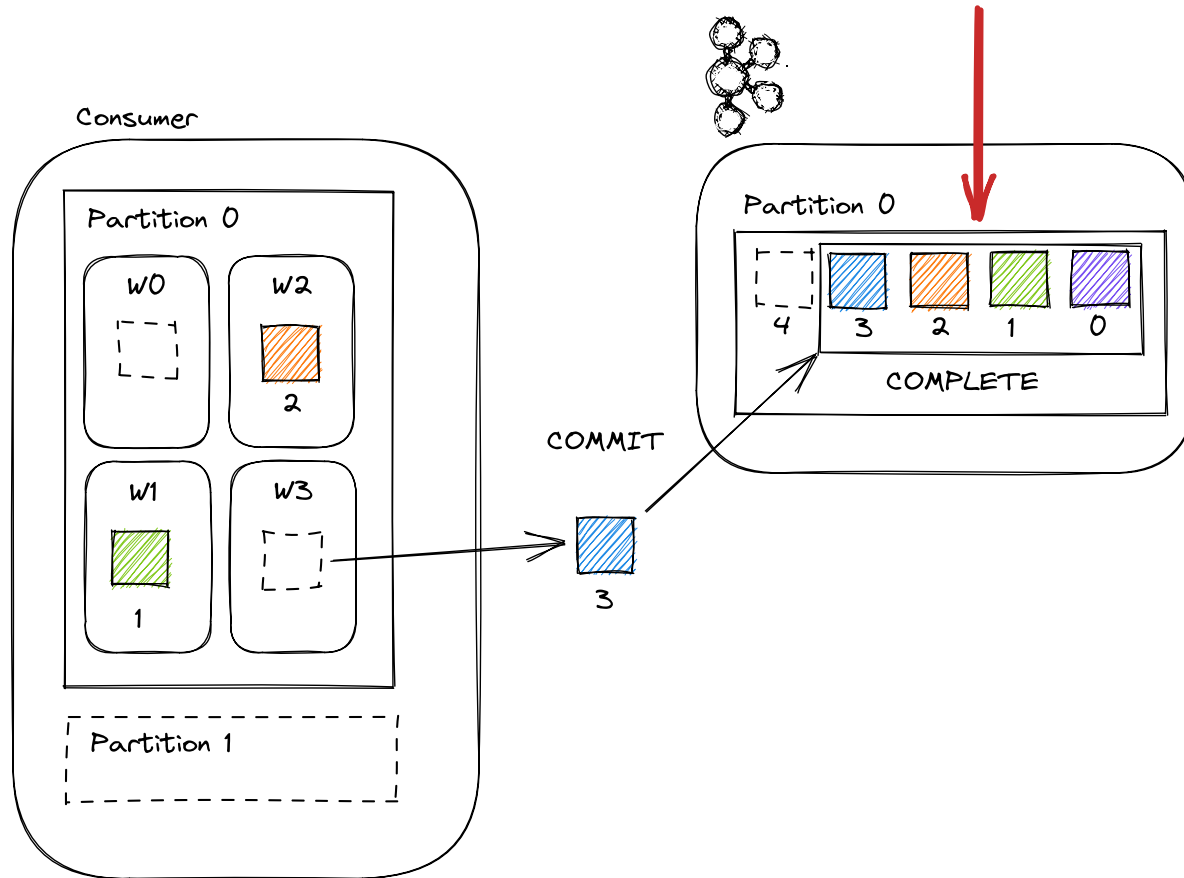 Consumer
Partition 0
W0
W2
2
W1
1
W3
Partition 1
COMMIT
3
Partition 0
4 3 2 1 0
COMPLETE